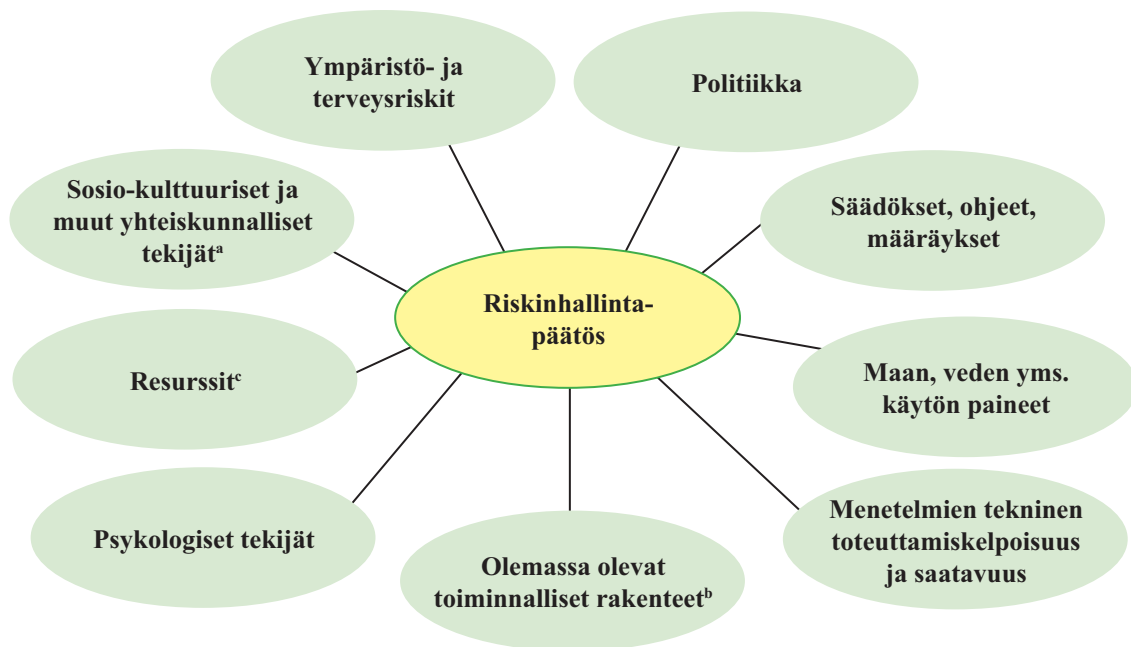 Ympäristö- ja
terveysriskit
Politiikka
Sosio-kulttuuriset ja
muut yhteiskunnalliset
tekijätᵃ
Säädökset, ohjeet,
määräykset
Riskinhallinta-
päätös
Resurssitᶜ
Maan, veden yms.
käytön paineet
Psykologiset tekijät
Olemassa olevat
toiminnalliset rakenteetᵇ
Menetelmien tekninen
toteuttamiskelpoisuus
ja saatavuus